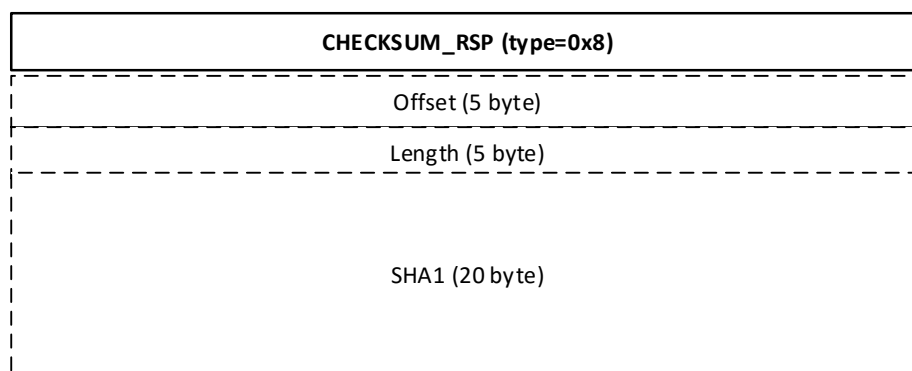 CHECKSUM_RSP (type=0x8)
Offset (5 byte)
Length (5 byte)
SHA1 (20 byte)